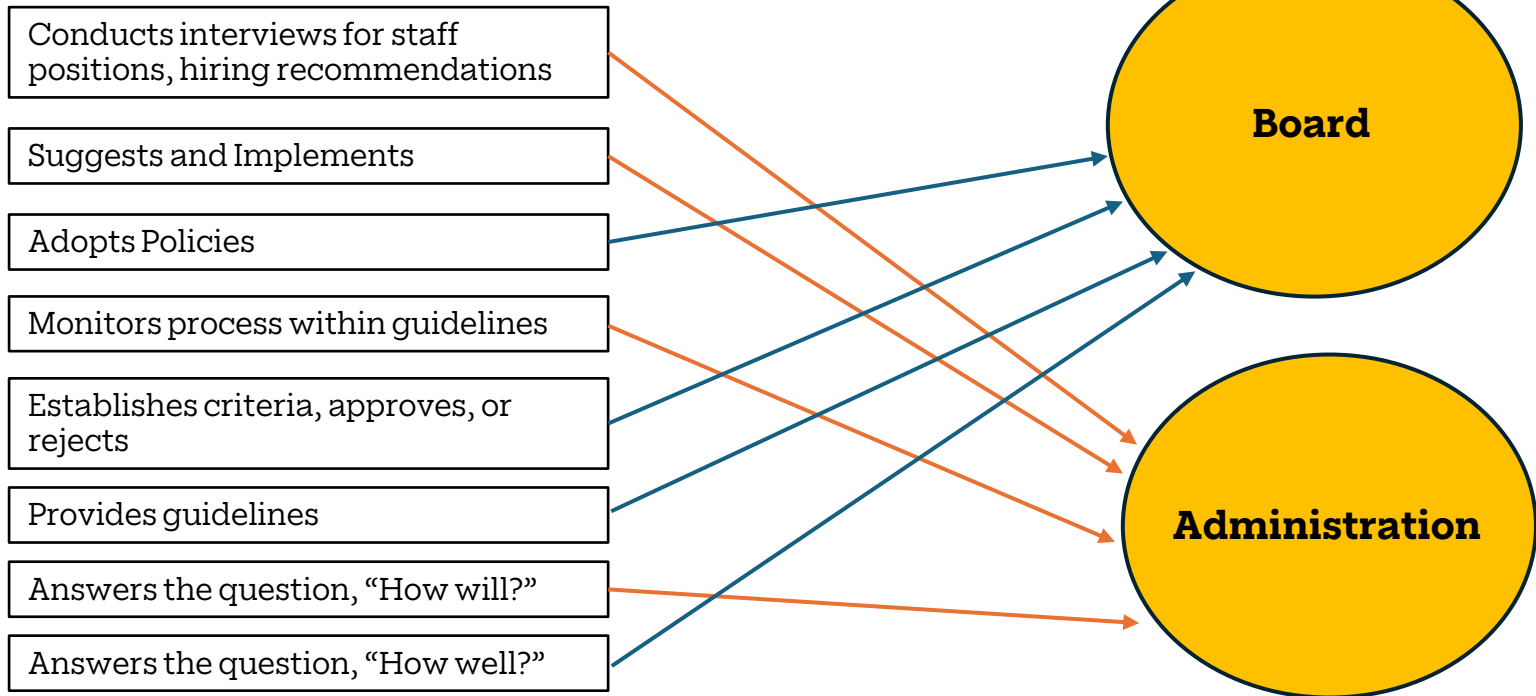 Conducts interviews for staff
positions, hiring recommendations
Suggests and Implements
Adopts Policies
Monitors process within guidelines
Establishes criteria, approves, or
rejects
Provides guidelines
Answers the question, “How will?”
Answers the question, “How well?”
Board
Administration